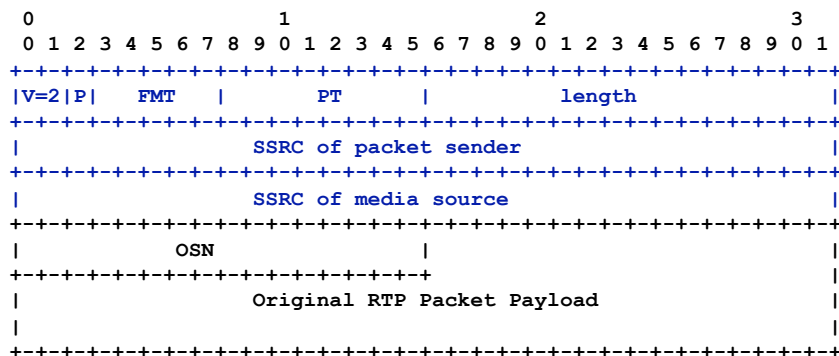 0                   1                   2                   3
 0 1 2 3 4 5 6 7 8 9 0 1 2 3 4 5 6 7 8 9 0 1 2 3 4 5 6 7 8 9 0 1
+-+-+-+-+-+-+-+-+-+-+-+-+-+-+-+-+-+-+-+-+-+-+-+-+-+-+-+-+-+-+-+-+
|V=2|P|   FMT   |       PT      |          length               |
+-+-+-+-+-+-+-+-+-+-+-+-+-+-+-+-+-+-+-+-+-+-+-+-+-+-+-+-+-+-+-+-+
|                  SSRC of packet sender                        |
+-+-+-+-+-+-+-+-+-+-+-+-+-+-+-+-+-+-+-+-+-+-+-+-+-+-+-+-+-+-+-+-+
|                  SSRC of media source                         |
+-+-+-+-+-+-+-+-+-+-+-+-+-+-+-+-+-+-+-+-+-+-+-+-+-+-+-+-+-+-+-+-+
|            OSN                |                               |
+-+-+-+-+-+-+-+-+-+-+-+-+-+-+-+-+                               |
|                  Original RTP Packet Payload                  |
|                                                               |
+-+-+-+-+-+-+-+-+-+-+-+-+-+-+-+-+-+-+-+-+-+-+-+-+-+-+-+-+-+-+-+-+